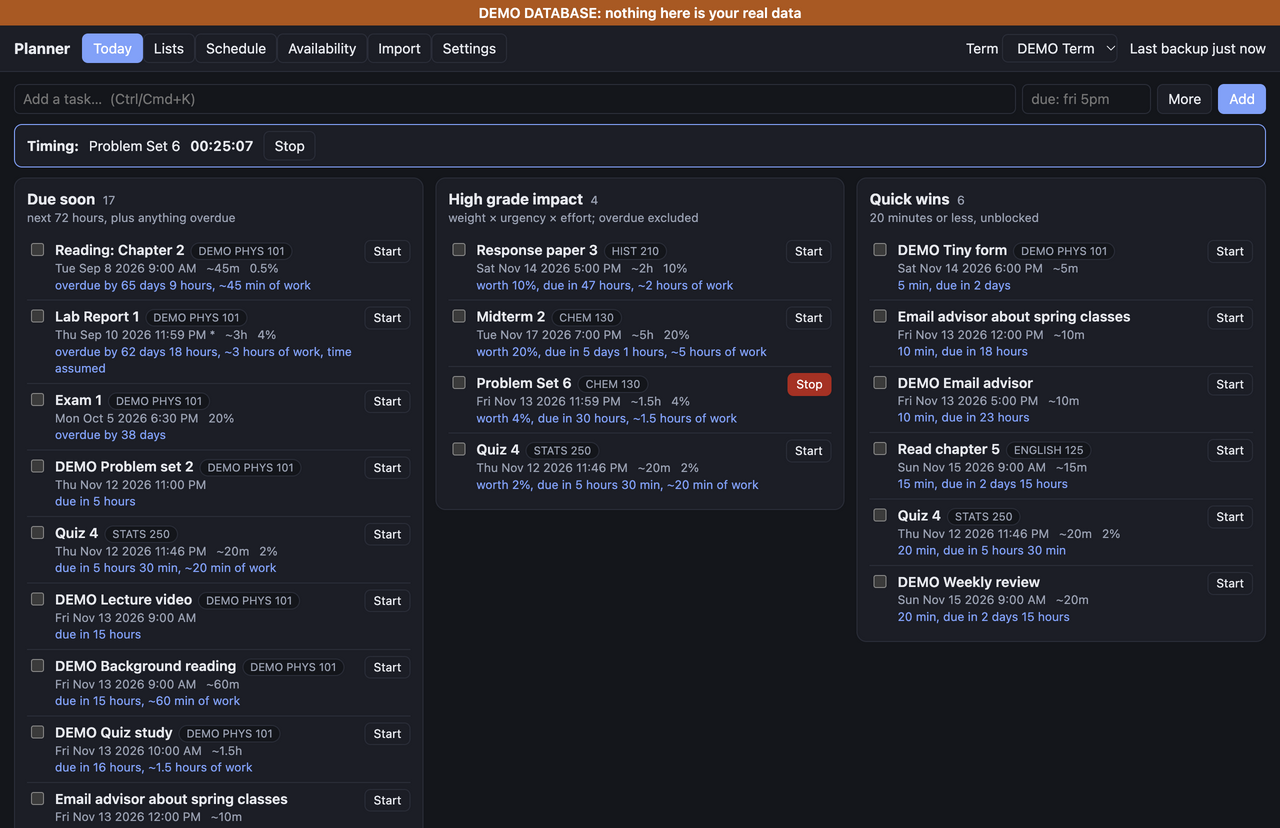 DEMO DATABASE: nothing here is your real data
Planner Today Lists Schedule Availability Import Settings Term DEMO Term Last backup just now
Add a task... (Ctrl/Cmd+K) due: fri 5pm More Add
Timing: Problem Set 6 00:25:07 Stop
Due soon 17
next 72 hours, plus anything overdue
Reading: Chapter 2 DEMO PHYS 101 Start
Tue Sep 8 2026 9:00 AM ~45m 0.5%
overdue by 65 days 9 hours, ~45 min of work
Lab Report 1 DEMO PHYS 101 Start
Thu Sep 10 2026 11:59 PM * ~3h 4%
overdue by 62 days 18 hours, ~3 hours of work, time
assumed
Exam 1 DEMO PHYS 101 Start
Mon Oct 5 2026 6:30 PM 20%
overdue by 38 days
DEMO Problem set 2 DEMO PHYS 101 Start
Thu Nov 12 2026 11:00 PM
due in 5 hours
Quiz 4 STATS 250 Start
Thu Nov 12 2026 11:46 PM ~20m 2%
due in 5 hours 30 min, ~20 min of work
DEMO Lecture video DEMO PHYS 101 Start
Fri Nov 13 2026 9:00 AM
due in 15 hours
DEMO Background reading DEMO PHYS 101 Start
Fri Nov 13 2026 9:00 AM ~60m
due in 15 hours, ~60 min of work
DEMO Quiz study DEMO PHYS 101 Start
Fri Nov 13 2026 10:00 AM ~1.5h
due in 16 hours, ~1.5 hours of work
Email advisor about spring classes Start
Fri Nov 13 2026 12:00 PM ~10m
High grade impact 4
weight × urgency × effort; overdue excluded
Response paper 3 HIST 210 Start
Sat Nov 14 2026 5:00 PM ~2h 10%
worth 10%, due in 47 hours, ~2 hours of work
Midterm 2 CHEM 130 Start
Tue Nov 17 2026 7:00 PM ~5h 20%
worth 20%, due in 5 days 1 hours, ~5 hours of work
Problem Set 6 CHEM 130 Stop
Fri Nov 13 2026 11:59 PM ~1.5h 4%
worth 4%, due in 30 hours, ~1.5 hours of work
Quiz 4 STATS 250 Start
Thu Nov 12 2026 11:46 PM ~20m 2%
worth 2%, due in 5 hours 30 min, ~20 min of work
Quick wins 6
20 minutes or less, unblocked
DEMO Tiny form DEMO PHYS 101 Start
Sat Nov 14 2026 6:00 PM ~5m
5 min, due in 2 days
Email advisor about spring classes Start
Fri Nov 13 2026 12:00 PM ~10m
10 min, due in 18 hours
DEMO Email advisor Start
Fri Nov 13 2026 5:00 PM ~10m
10 min, due in 23 hours
Read chapter 5 ENGLISH 125 Start
Sun Nov 15 2026 9:00 AM ~15m
15 min, due in 2 days 15 hours
Quiz 4 STATS 250 Start
Thu Nov 12 2026 11:46 PM ~20m 2%
20 min, due in 5 hours 30 min
DEMO Weekly review Start
Sun Nov 15 2026 9:00 AM ~20m
20 min, due in 2 days 15 hours